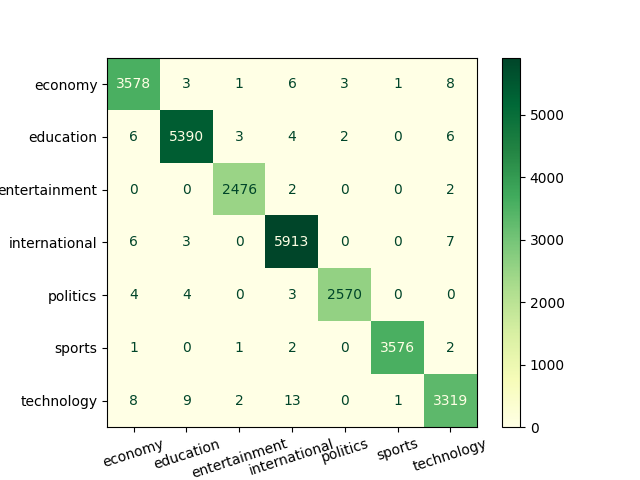 economy 3578 3 1 6 3 1 8
education 6 5390 3 4 2 0 6
entertainment 0 0 2476 2 0 0 2
international 6 3 0 5913 0 0 7
politics 4 4 0 3 2570 0 0
sports 1 0 1 2 0 3576 2
technology 8 9 2 13 0 1 3319
economy education entertainment international politics sports technology
5000
4000
3000
2000
1000
0